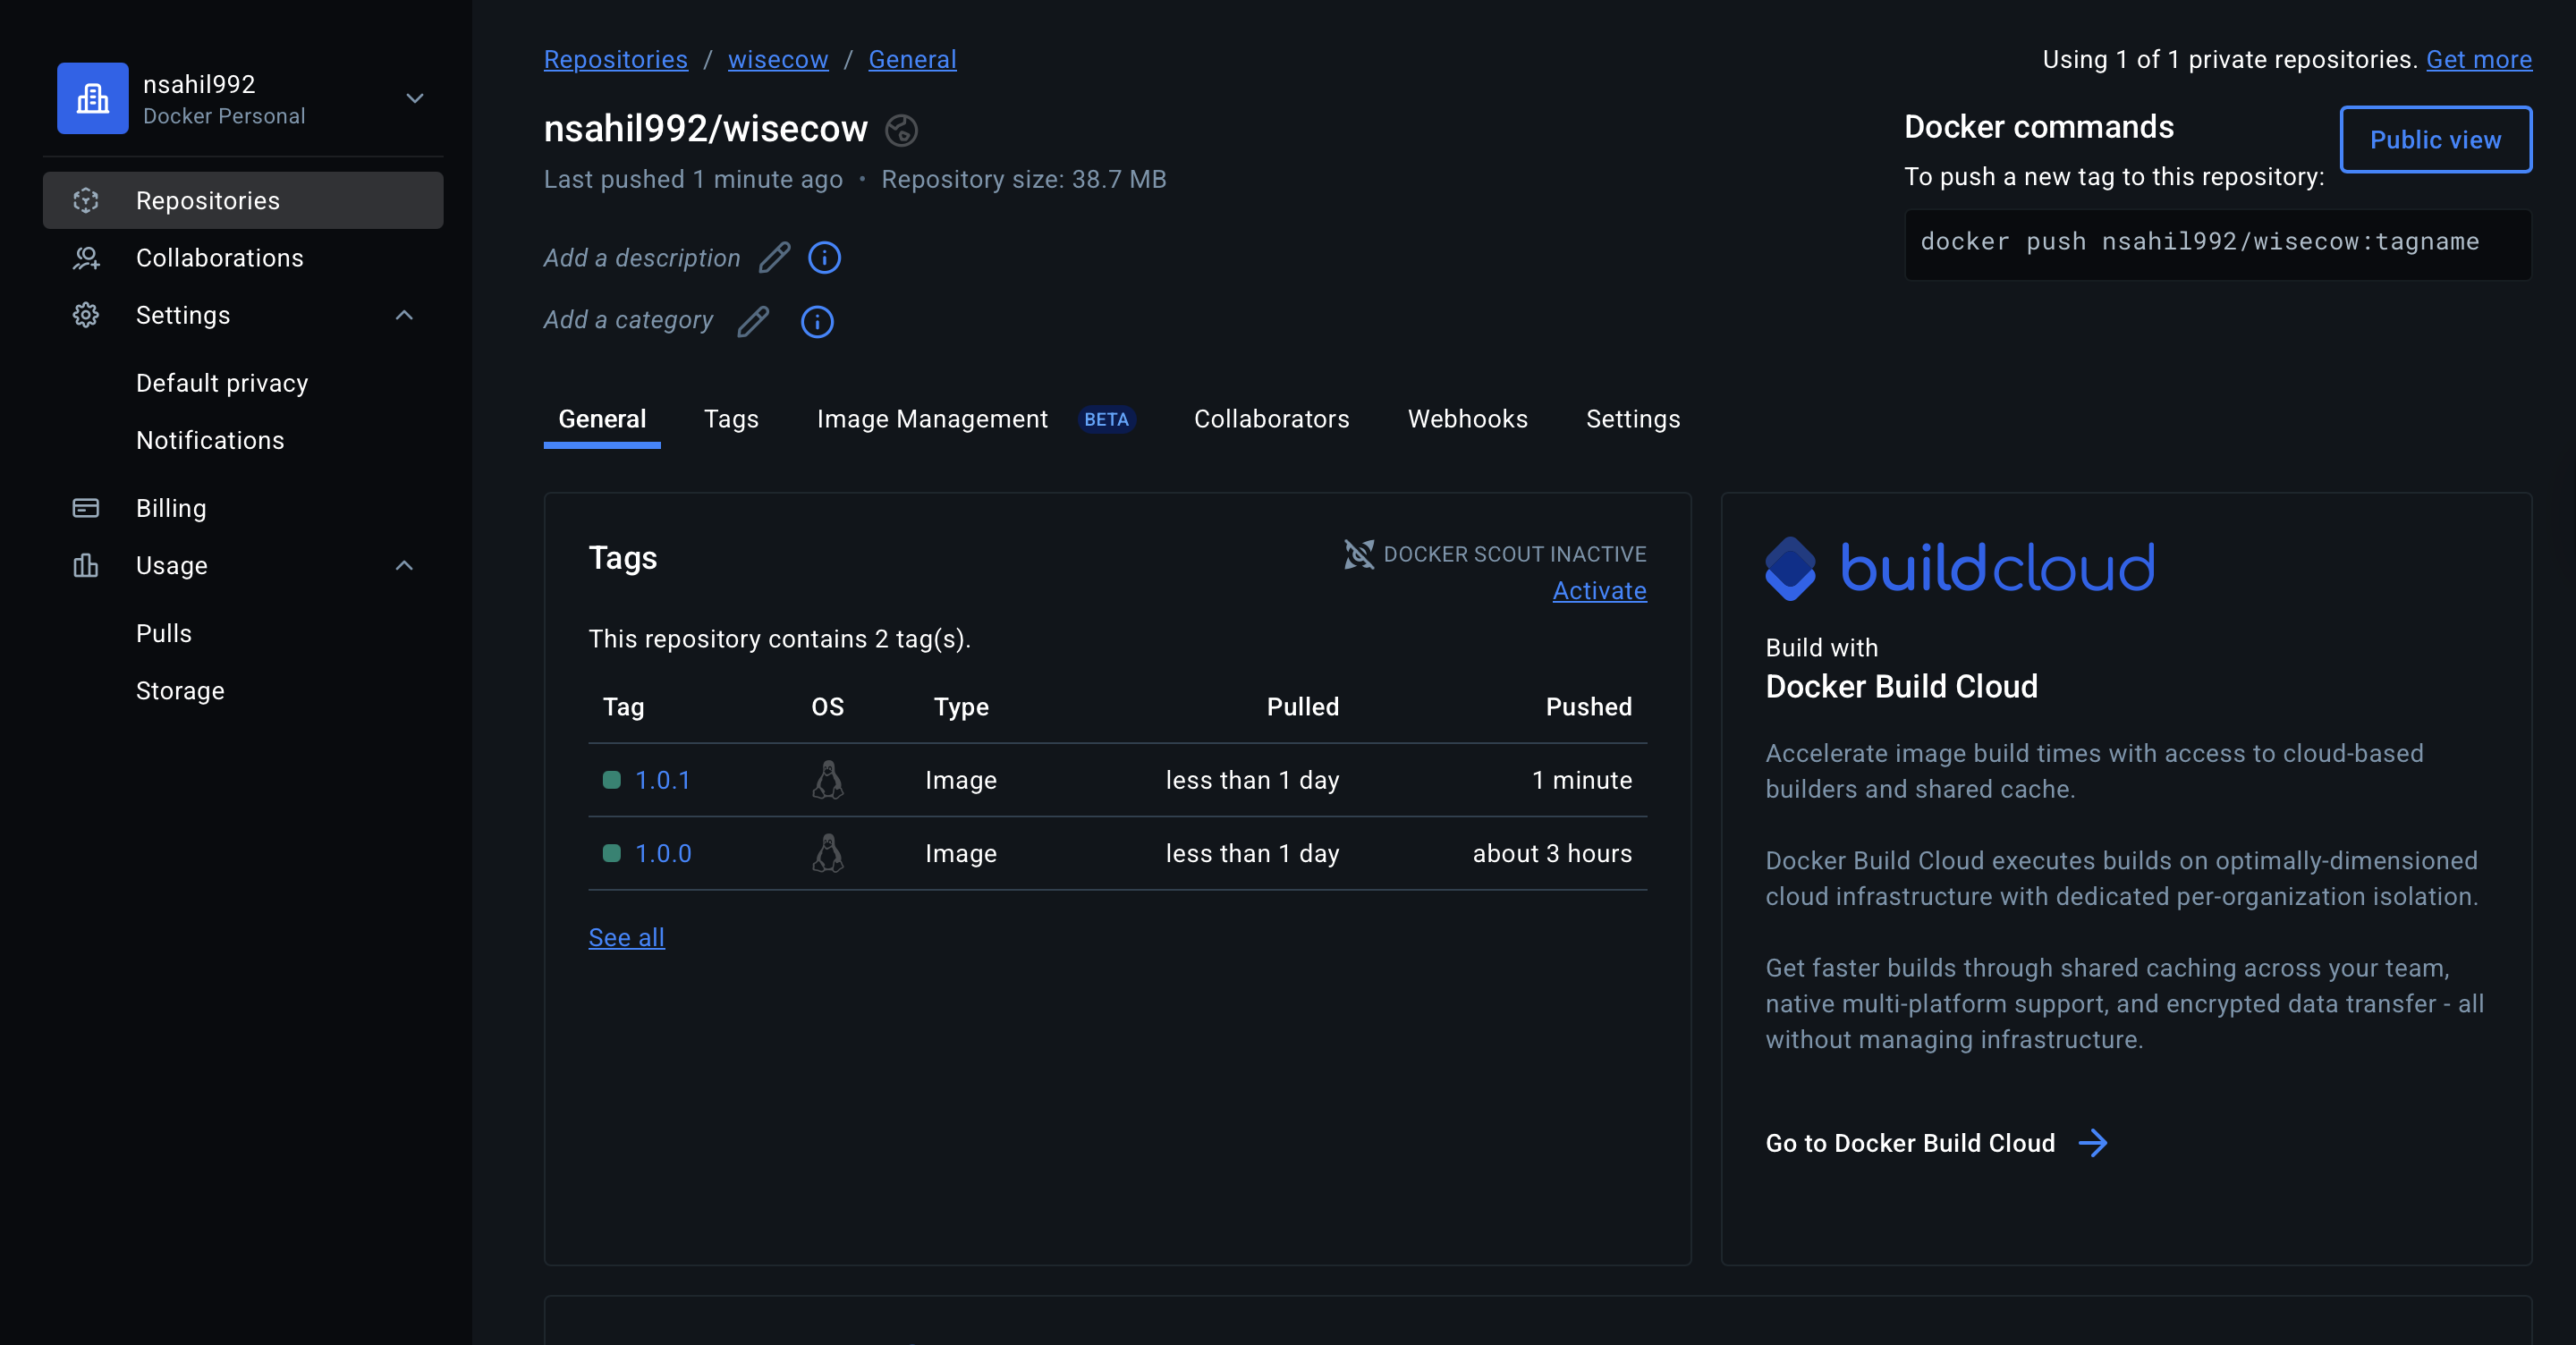 nsahil992
Docker Personal
Repositories
Collaborations
Settings
Default privacy
Notifications
Billing
Usage
Pulls
Storage
Repositories / wisecow / General
Using 1 of 1 private repositories. Get more
nsahil992/wisecow
Last pushed 1 minute ago • Repository size: 38.7 MB
Add a description
Add a category
Docker commands
Public view
To push a new tag to this repository:
docker push nsahil992/wisecow:tagname
General Tags Image Management BETA Collaborators Webhooks Settings
Tags
DOCKER SCOUT INACTIVE
Activate
This repository contains 2 tag(s).
Tag OS Type Pulled Pushed
1.0.1 Image less than 1 day 1 minute
1.0.0 Image less than 1 day about 3 hours
See all
buildcloud
Build with
Docker Build Cloud
Accelerate image build times with access to cloud-based
builders and shared cache.
Docker Build Cloud executes builds on optimally-dimensioned
cloud infrastructure with dedicated per-organization isolation.
Get faster builds through shared caching across your team,
native multi-platform support, and encrypted data transfer - all
without managing infrastructure.
Go to Docker Build Cloud